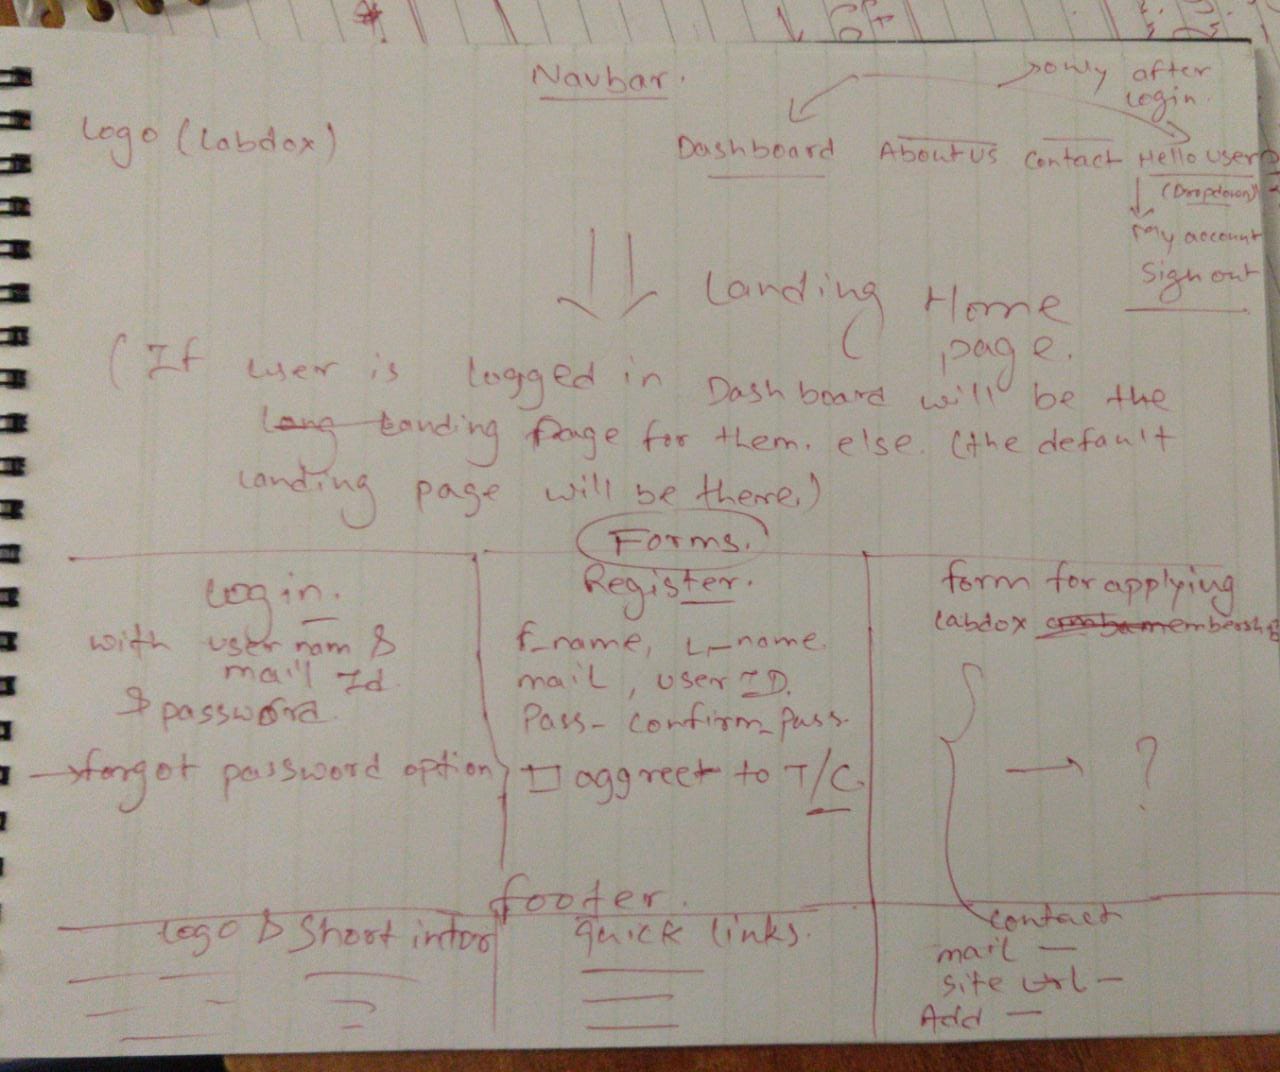 Navbar.
only after
login.
Logo (Labdox)
Dashboard About us Contact Hello user
(Dropdown)
My account
Sign out
Landing Home
page.
( If user is logged in Dashboard will be the
Landing Page for them. else. (the default
landing page will be there.)
Forms.
Login.
with user nam &
mail Id
& password.
→ forgot password option
Register.
f_name, L_name.
mail, user ID.
Pass- confirm_pass.
□ aggreet to T/C.
form for applying
labdox membership
→ ?
footer.
Logo & Short intor
quick links.
contact
mail —
site url —
Add —